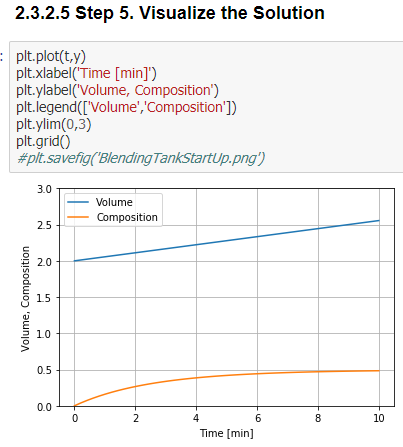 2.3.2.5 Step 5. Visualize the Solution
:
plt.plot(t,y)
plt.xlabel('Time [min]')
plt.ylabel('Volume, Composition')
plt.legend(['Volume','Composition'])
plt.ylim(0,3)
plt.grid()
#plt.savefig('BlendingTankStartUp.png')
3.0
Volume
Composition
2.5
2.0
1.5
1.0
0.5
0.0
Volume, Composition
0 2 4 6 8 10
Time [min]